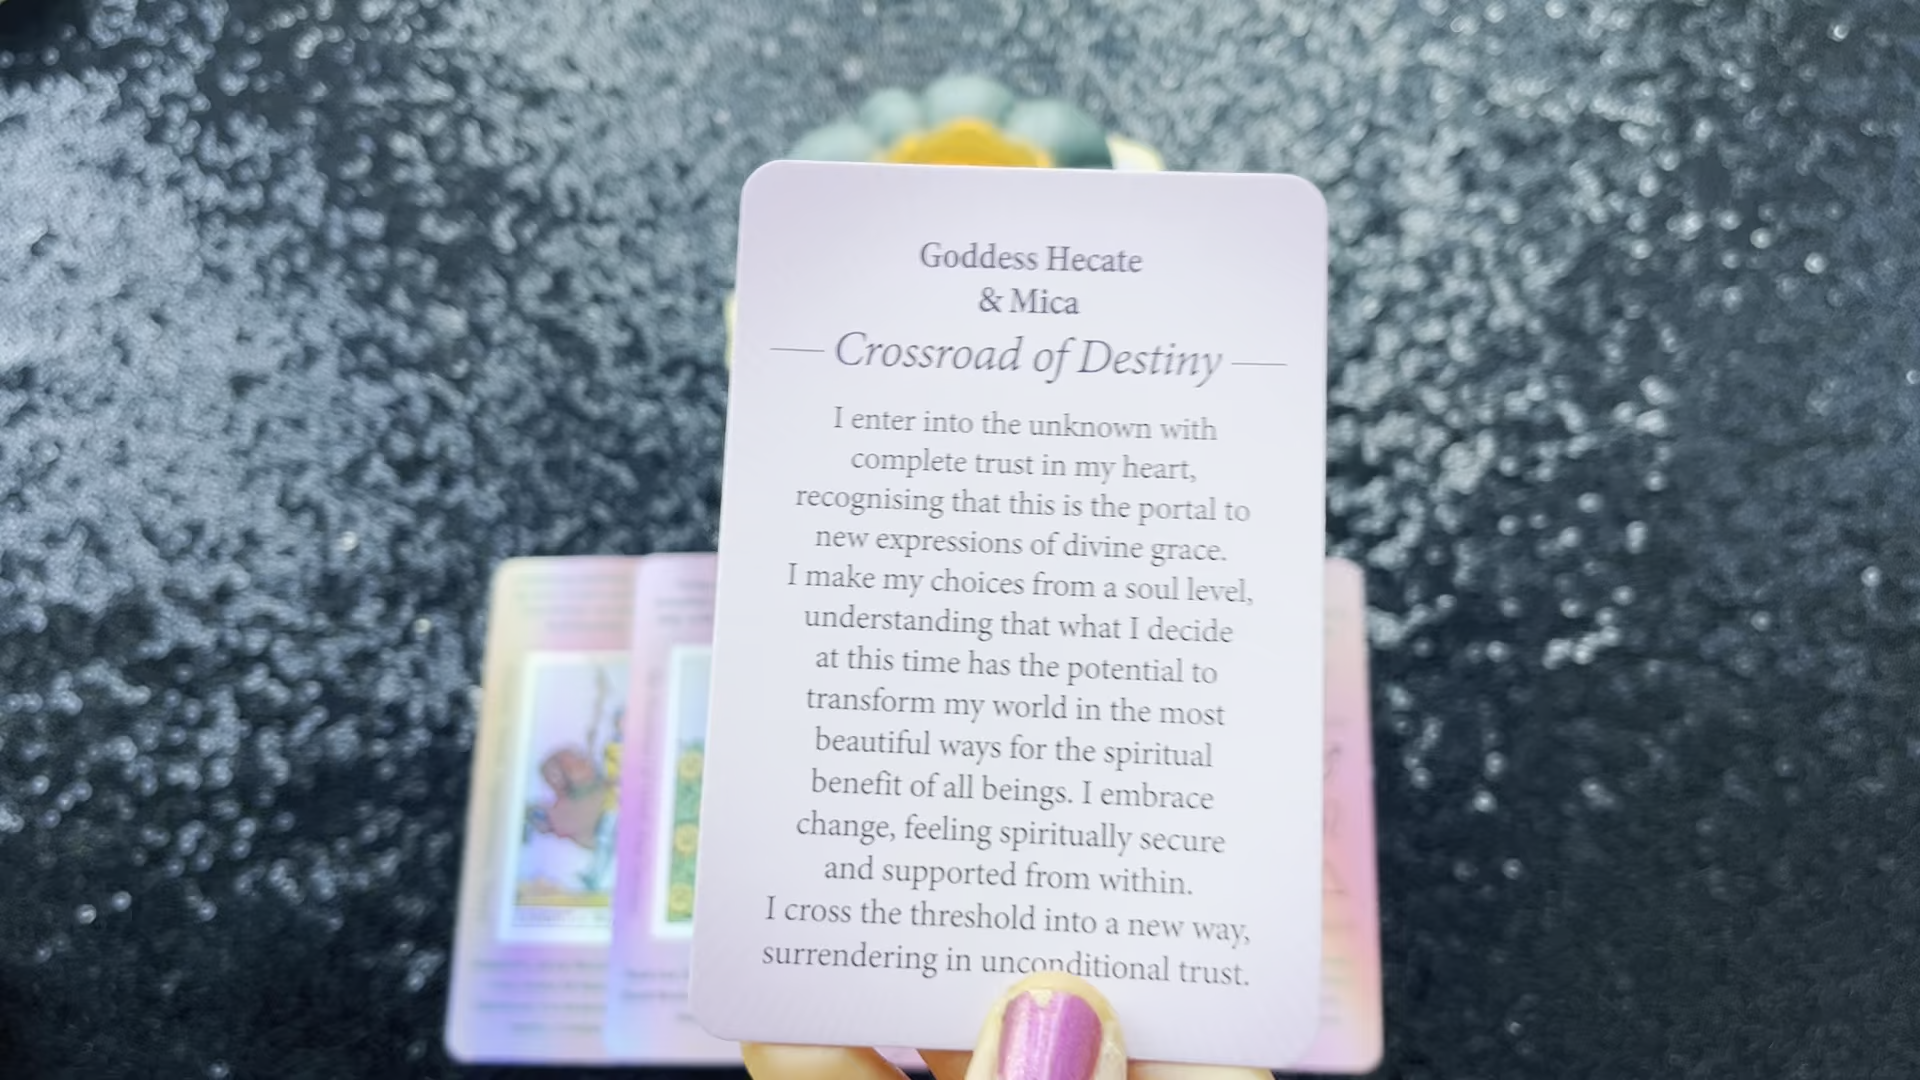 Goddess Hecate
& Mica
Crossroad of Destiny
I enter into the unknown with
complete trust in my heart,
recognising that this is the portal to
new expressions of divine grace.
I make my choices from a soul level,
understanding that what I decide
at this time has the potential to
transform my world in the most
beautiful ways for the spiritual
benefit of all beings. I embrace
change, feeling spiritually secure
and supported from within.
I cross the threshold into a new way,
surrendering in unconditional trust.